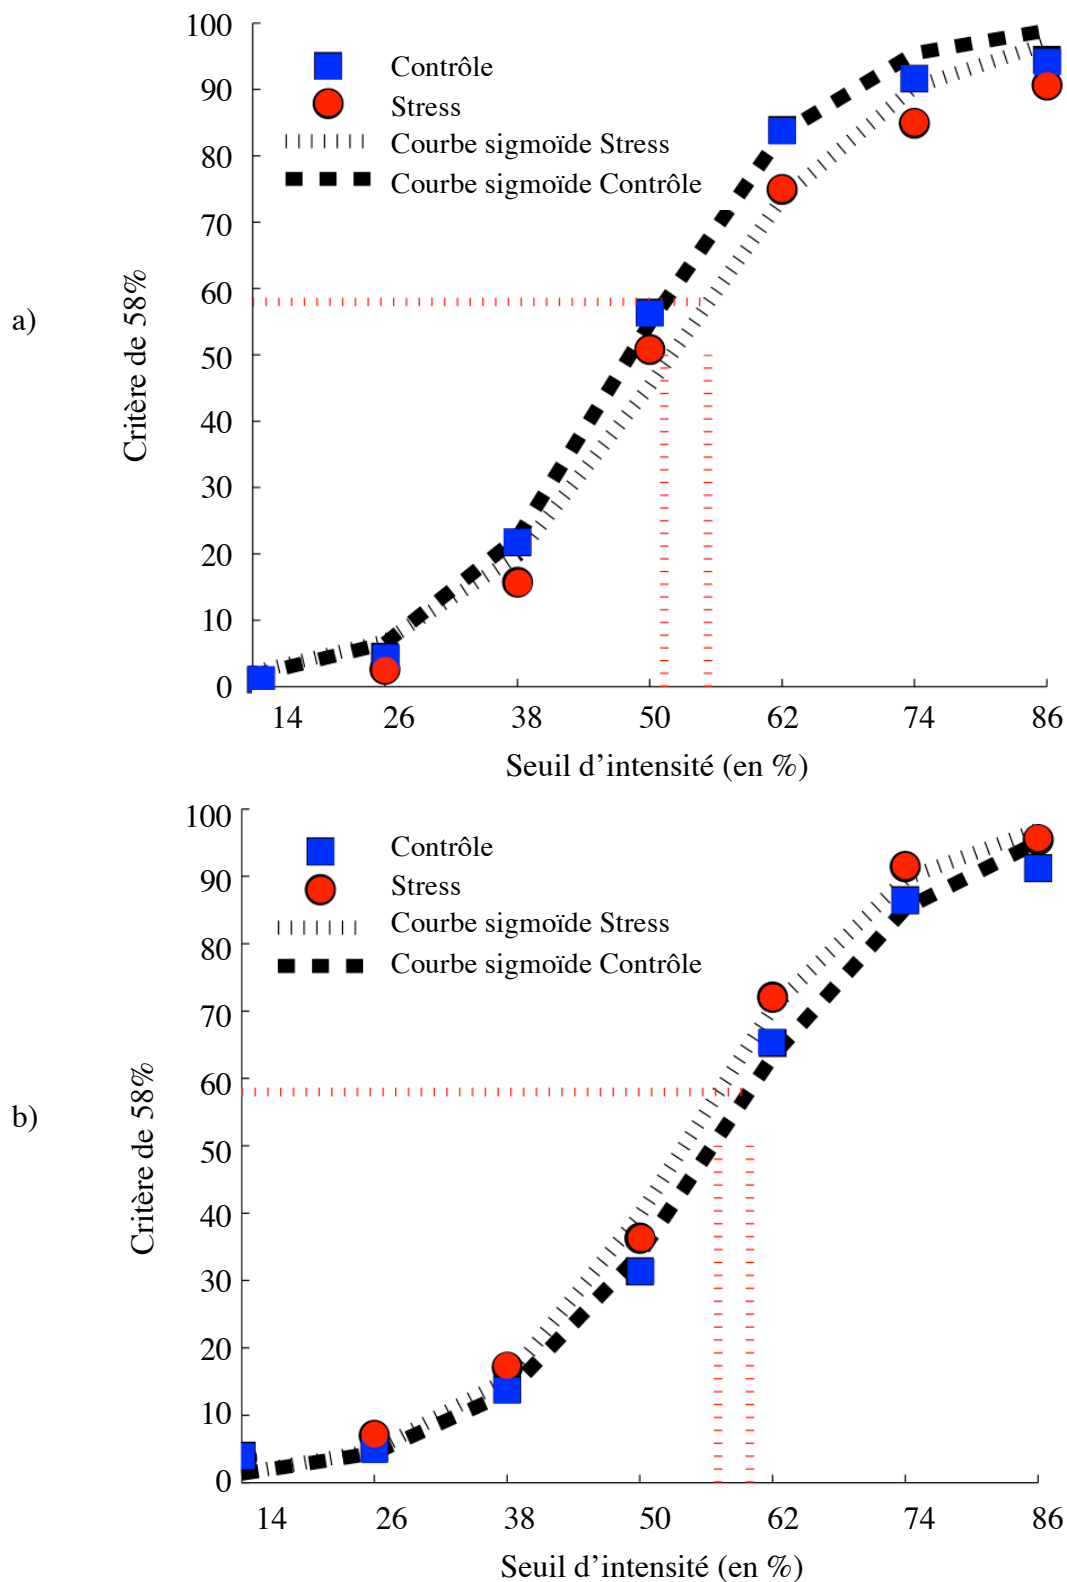 100
90
80
70
60
50
40
30
20
10
0
Contrôle
Stress
Courbe sigmoïde Stress
Courbe sigmoïde Contrôle
Critère de 58%
a)
14 26 38 50 62 74 86
Seuil d’intensité (en %)
100
90
80
70
60
50
40
30
20
10
0
Contrôle
Stress
Courbe sigmoïde Stress
Courbe sigmoïde Contrôle
Critère de 58%
b)
14 26 38 50 62 74 86
Seuil d’intensité (en %)